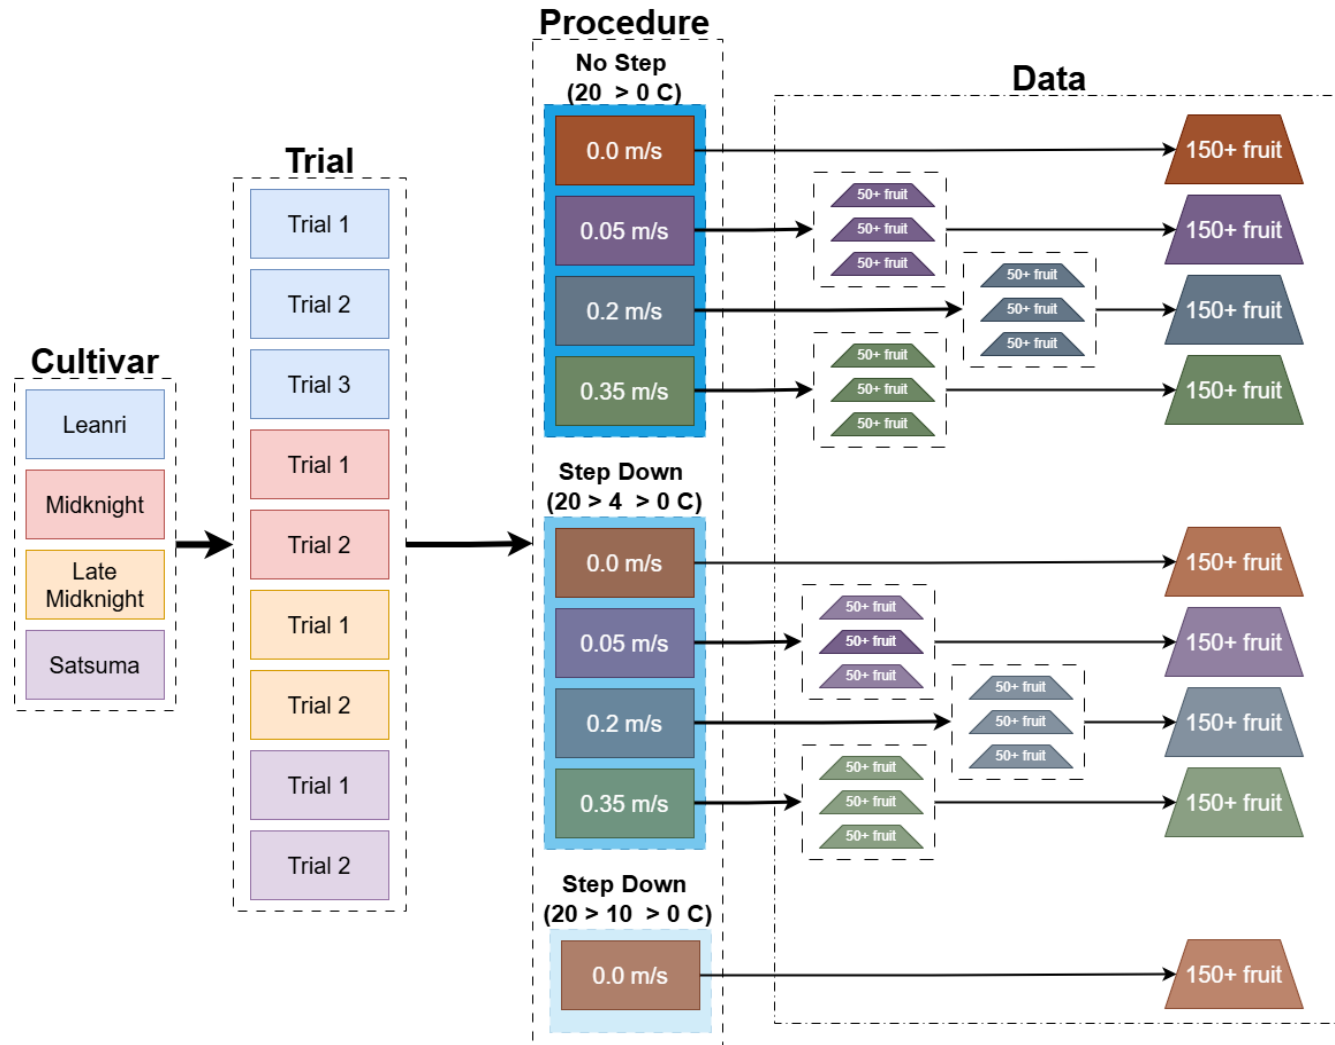 Cultivar
Leanri
Midknight
Late
Midknight
Satsuma
Trial
Trial 1
Trial 2
Trial 3
Trial 1
Trial 2
Trial 1
Trial 2
Trial 1
Trial 2
Procedure
No Step
(20 > 0 C)
0.0 m/s
0.05 m/s
0.2 m/s
0.35 m/s
Step Down
(20 > 4 > 0 C)
0.0 m/s
0.05 m/s
0.2 m/s
0.35 m/s
Step Down
(20 > 10 > 0 C)
0.0 m/s
Data
150+ fruit
50+ fruit
50+ fruit
50+ fruit
150+ fruit
50+ fruit
50+ fruit
50+ fruit
150+ fruit
50+ fruit
50+ fruit
50+ fruit
150+ fruit
150+ fruit
50+ fruit
50+ fruit
50+ fruit
150+ fruit
50+ fruit
50+ fruit
50+ fruit
150+ fruit
50+ fruit
50+ fruit
50+ fruit
150+ fruit
150+ fruit